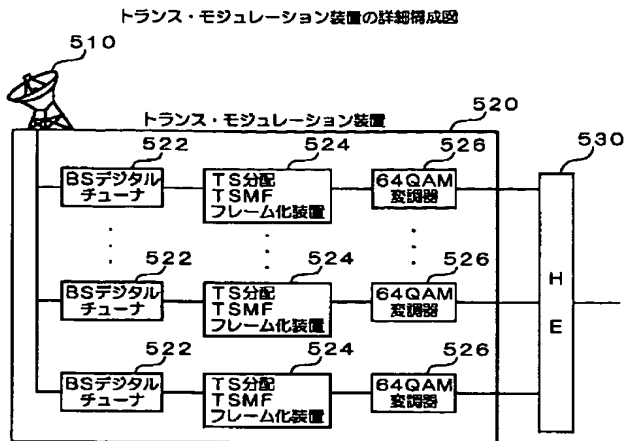 トランス・モジュレーション装置の詳細構成図
510
トランス・モジュレーション装置
520
522
524
526
530
BSデジタル
チューナ
TS分配
TSMF
フレーム化装置
64QAM
変調器
522
524
526
BSデジタル
チューナ
TS分配
TSMF
フレーム化装置
64QAM
変調器
H
E
522
524
526
BSデジタル
チューナ
TS分配
TSMF
フレーム化装置
64QAM
変調器